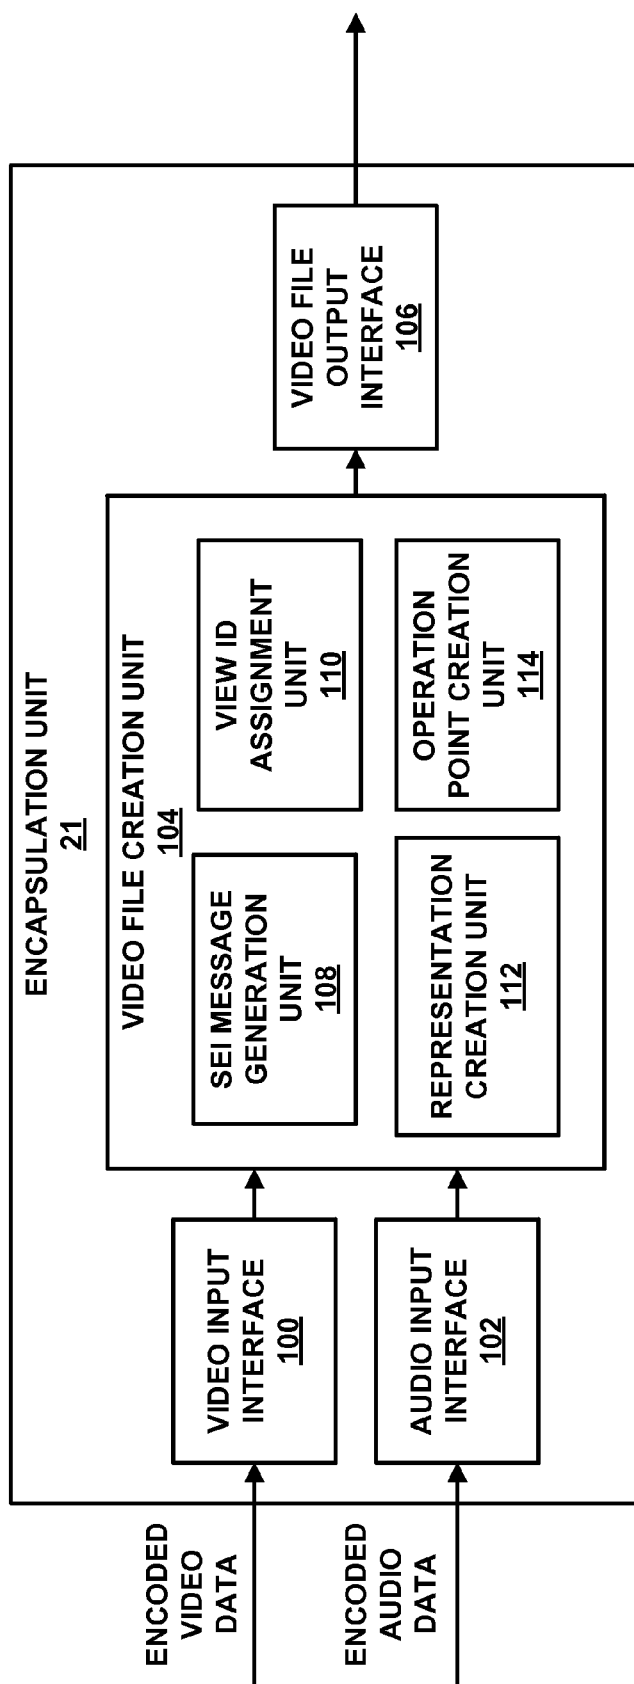 ENCAPSULATION UNIT
21
VIDEO FILE CREATION UNIT
104
ENCODED
VIDEO
DATA
VIDEO INPUT
INTERFACE
100
SEI MESSAGE
GENERATION
UNIT
108
VIEW ID
ASSIGNMENT
UNIT
110
VIDEO FILE
OUTPUT
INTERFACE
106
ENCODED
AUDIO
DATA
AUDIO INPUT
INTERFACE
102
REPRESENTATION
CREATION UNIT
112
OPERATION
POINT CREATION
UNIT
114